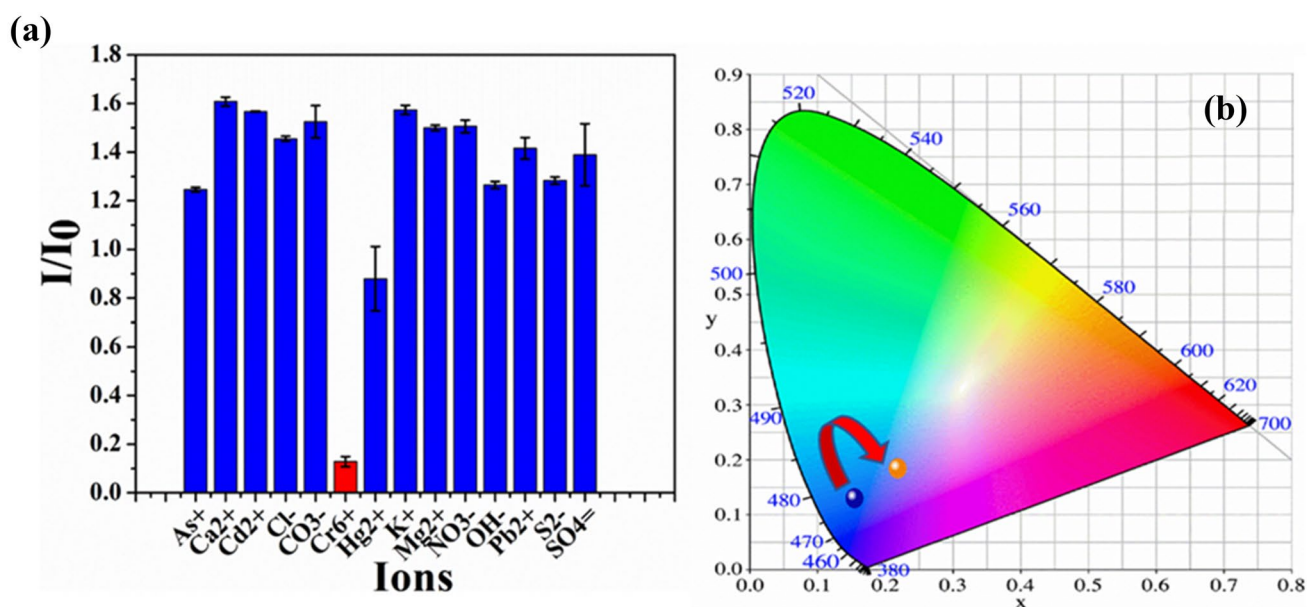 (a)
1.8
1.6
1.4
1.2
1.0
0.8
0.6
0.4
0.2
0.0
I/I0
As+
Ca2+
Cd2+
Cl-
CO3-
Cr6+
Hg2+
K+
Mg2+
NO3-
OH-
Pb2+
S2-
SO4=
Ions
(b)
0.9
0.8
0.7
0.6
0.5
0.4
0.3
0.2
0.1
0.0
y
520
540
560
580
600
620
700
500
490
480
470
460
380
0.0 0.1 0.2 0.3 0.4 0.5 0.6 0.7 0.8
x